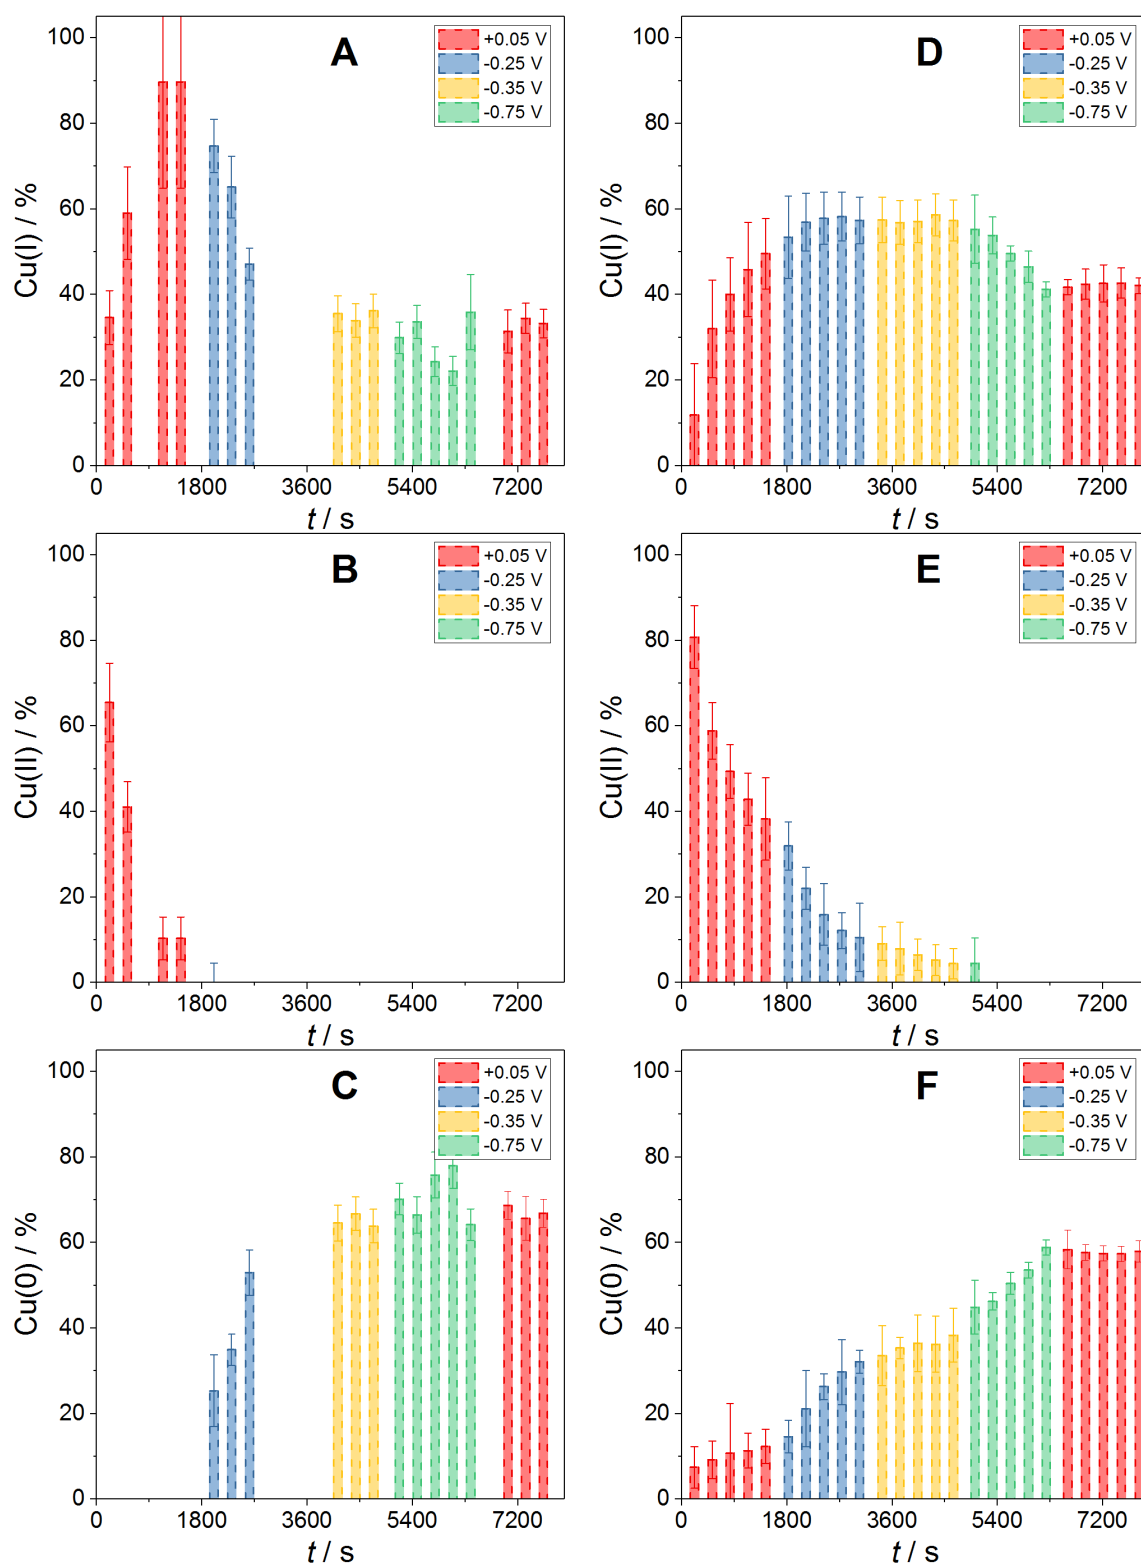 100
80
60
40
20
0
Cu(I) / %
A
+0.05 V
-0.25 V
-0.35 V
-0.75 V
0 1800 3600 5400 7200
t / s
100
80
60
40
20
0
Cu(I) / %
D
+0.05 V
-0.25 V
-0.35 V
-0.75 V
0 1800 3600 5400 7200
t / s
100
80
60
40
20
0
Cu(II) / %
B
+0.05 V
-0.25 V
-0.35 V
-0.75 V
0 1800 3600 5400 7200
t / s
100
80
60
40
20
0
Cu(II) / %
E
+0.05 V
-0.25 V
-0.35 V
-0.75 V
0 1800 3600 5400 7200
t / s
100
80
60
40
20
0
Cu(0) / %
C
+0.05 V
-0.25 V
-0.35 V
-0.75 V
0 1800 3600 5400 7200
t / s
100
80
60
40
20
0
Cu(0) / %
F
+0.05 V
-0.25 V
-0.35 V
-0.75 V
0 1800 3600 5400 7200
t / s